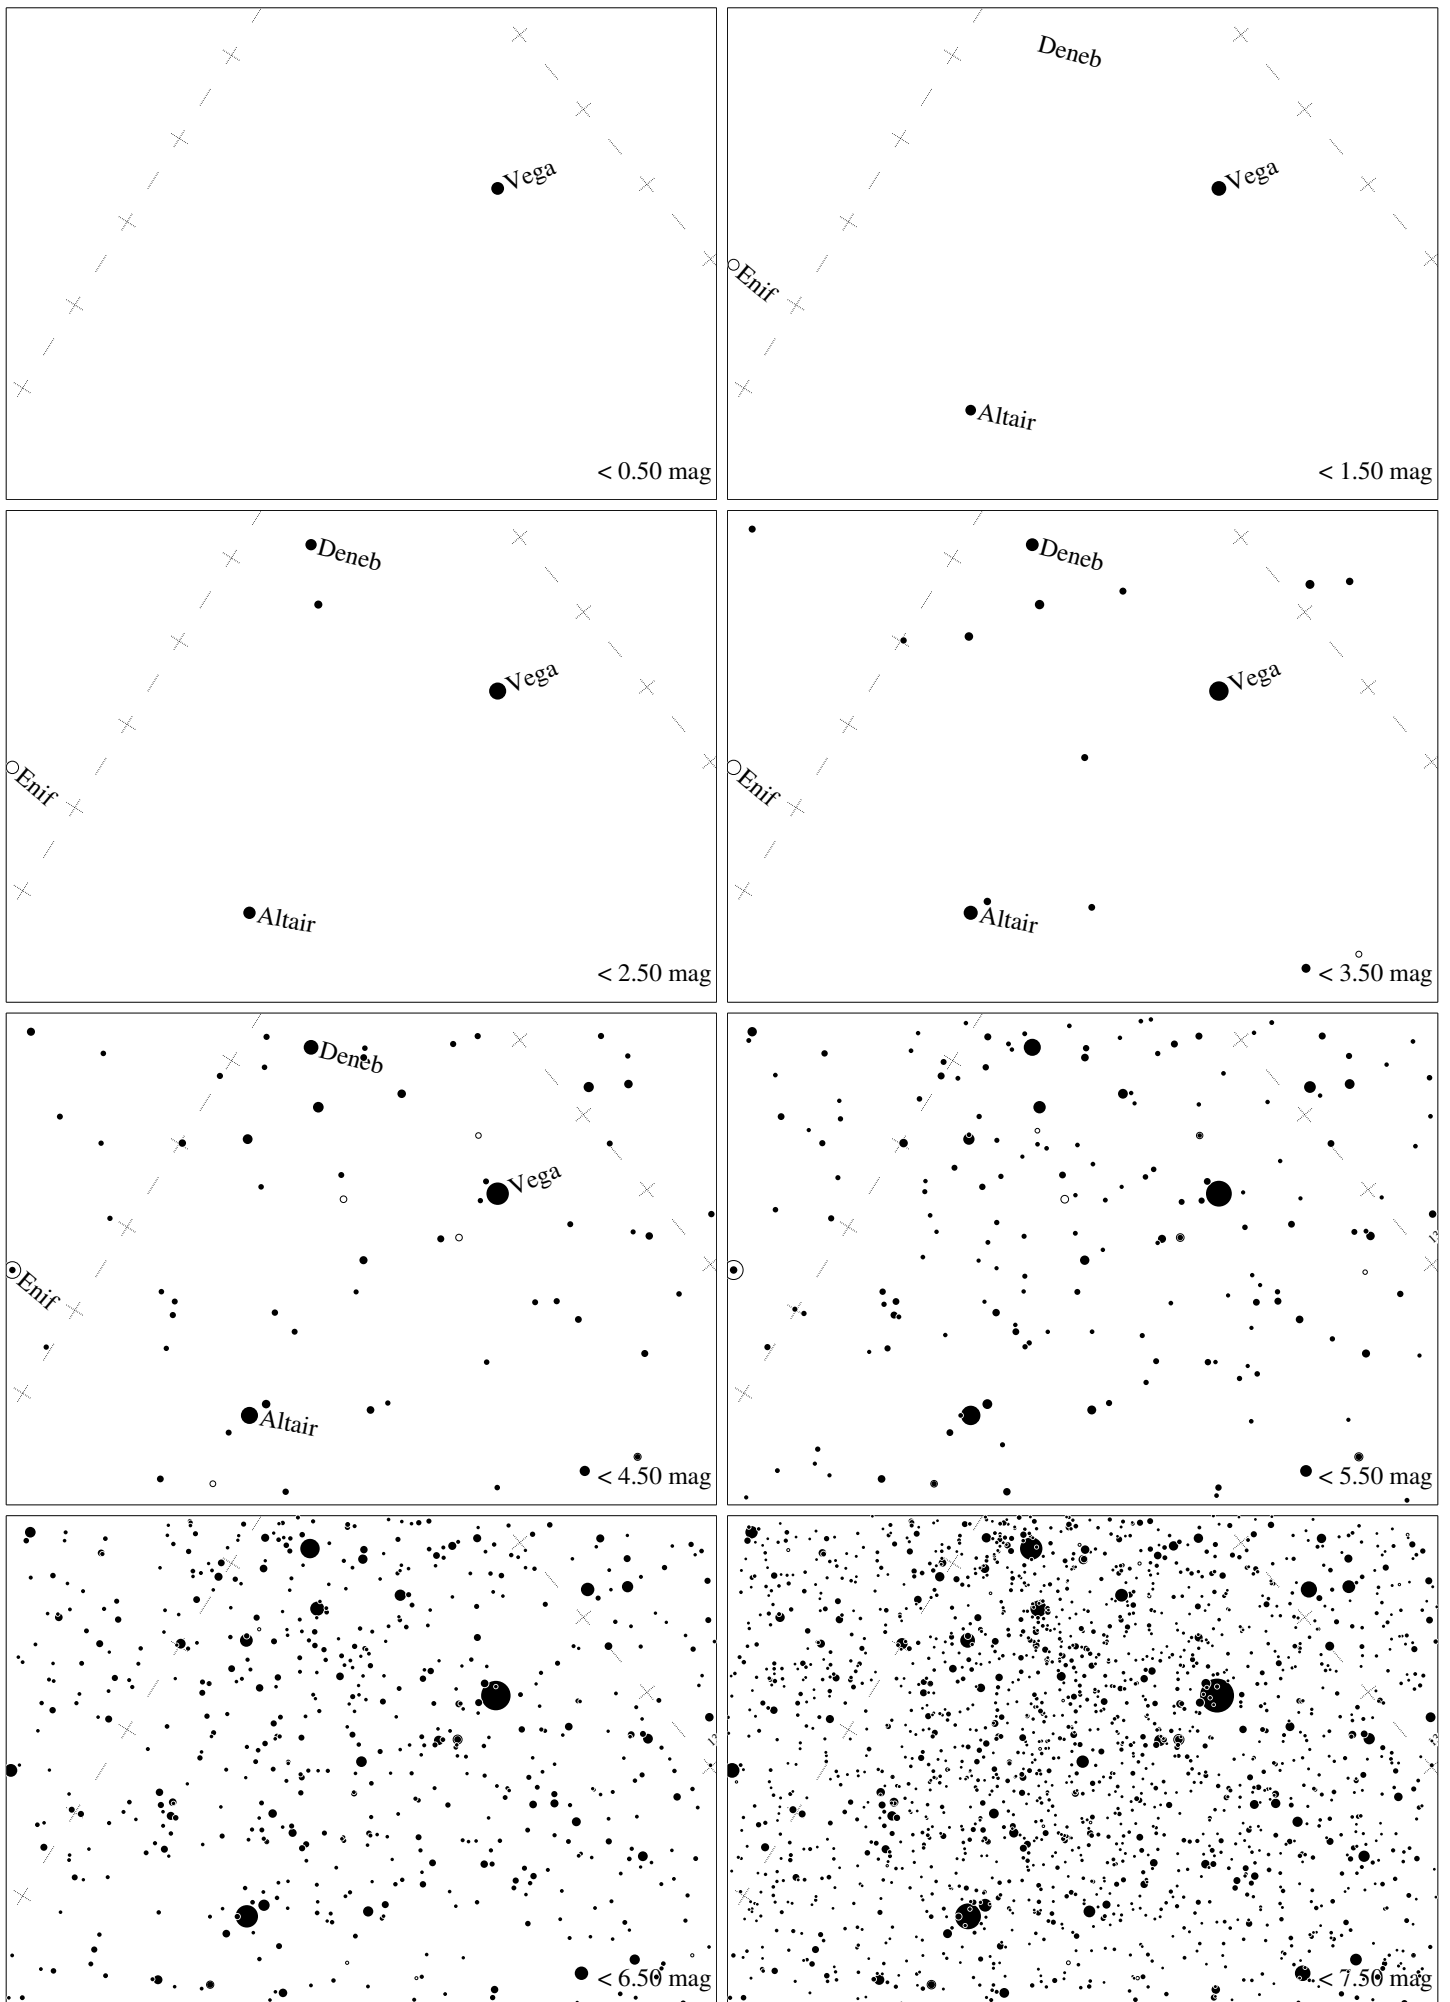 Vega
< 0.50 mag
Deneb
Vega
Enif
Altair
< 1.50 mag
Deneb
Vega
Enif
Altair
< 2.50 mag
Deneb
Vega
Enif
Altair
< 3.50 mag
Deneb
Vega
Enif
Altair
< 4.50 mag
< 5.50 mag
< 6.50 mag
< 7.50 mag